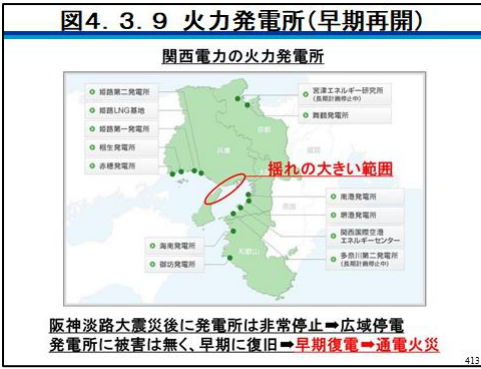 図4．3．9 火力発電所(早期再開)
関西電力の火力発電所
姫路第二発電所
姫路LNG基地
姫路第一発電所
相生発電所
赤穂発電所
宮津エネルギー研究所
(長期計画停止中)
舞鶴発電所
京都
兵庫
揺れの大きい範囲
南港発電所
堺港発電所
関西国際空港
エネルギーセンター
多奈川第二発電所
(長期計画停止中)
海南発電所
御坊発電所
和歌山
阪神淡路大震災後に発電所は非常停止➡広域停電
発電所に被害は無く、早期に復旧➡早期復電➡通電火災
413